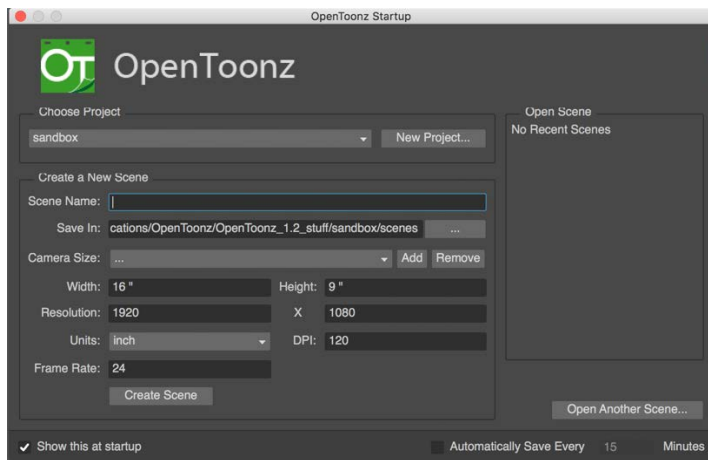 OpenToonz Startup
OT OpenToonz
Choose Project
sandbox
New Project...
Create a New Scene
Scene Name:
Save In: cations/OpenToonz/OpenToonz_1.2_stuff/sandbox/scenes ...
Camera Size: ... Add Remove
Width: 16 " Height: 9 "
Resolution: 1920 X 1080
Units: inch DPI: 120
Frame Rate: 24
Create Scene
Open Scene
No Recent Scenes
Open Another Scene...
Show this at startup
Automatically Save Every 15 Minutes